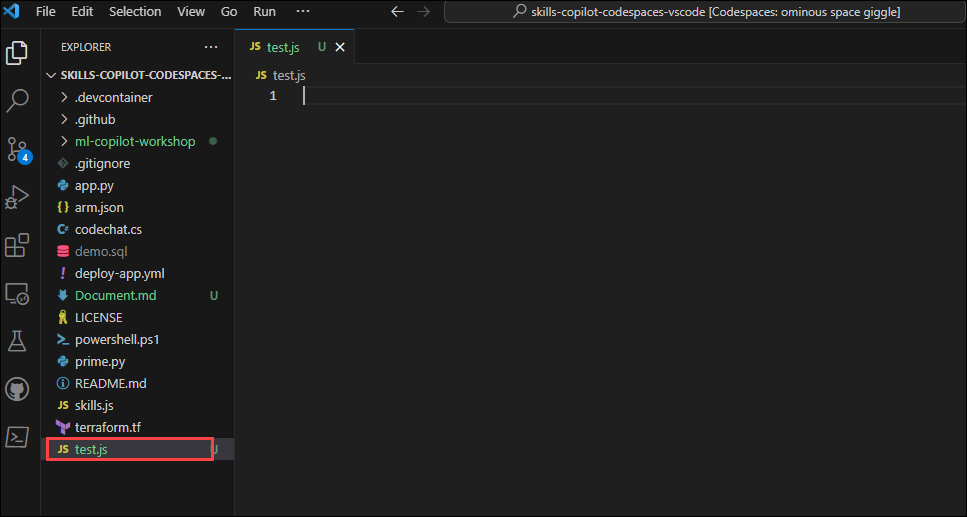 File Edit Selection View Go Run ··· skills-copilot-codespaces-vscode [Codespaces: ominous space giggle]
EXPLORER ···
SKILLS-COPILOT-CODESPACES-...
.devcontainer
.github
ml-copilot-workshop
.gitignore
app.py
{} arm.json
C# codechat.cs
demo.sql
! deploy-app.yml
Document.md U
LICENSE
powershell.ps1
prime.py
README.md
JS skills.js
terraform.tf
JS test.js U
4
JS test.js U
JS test.js
1